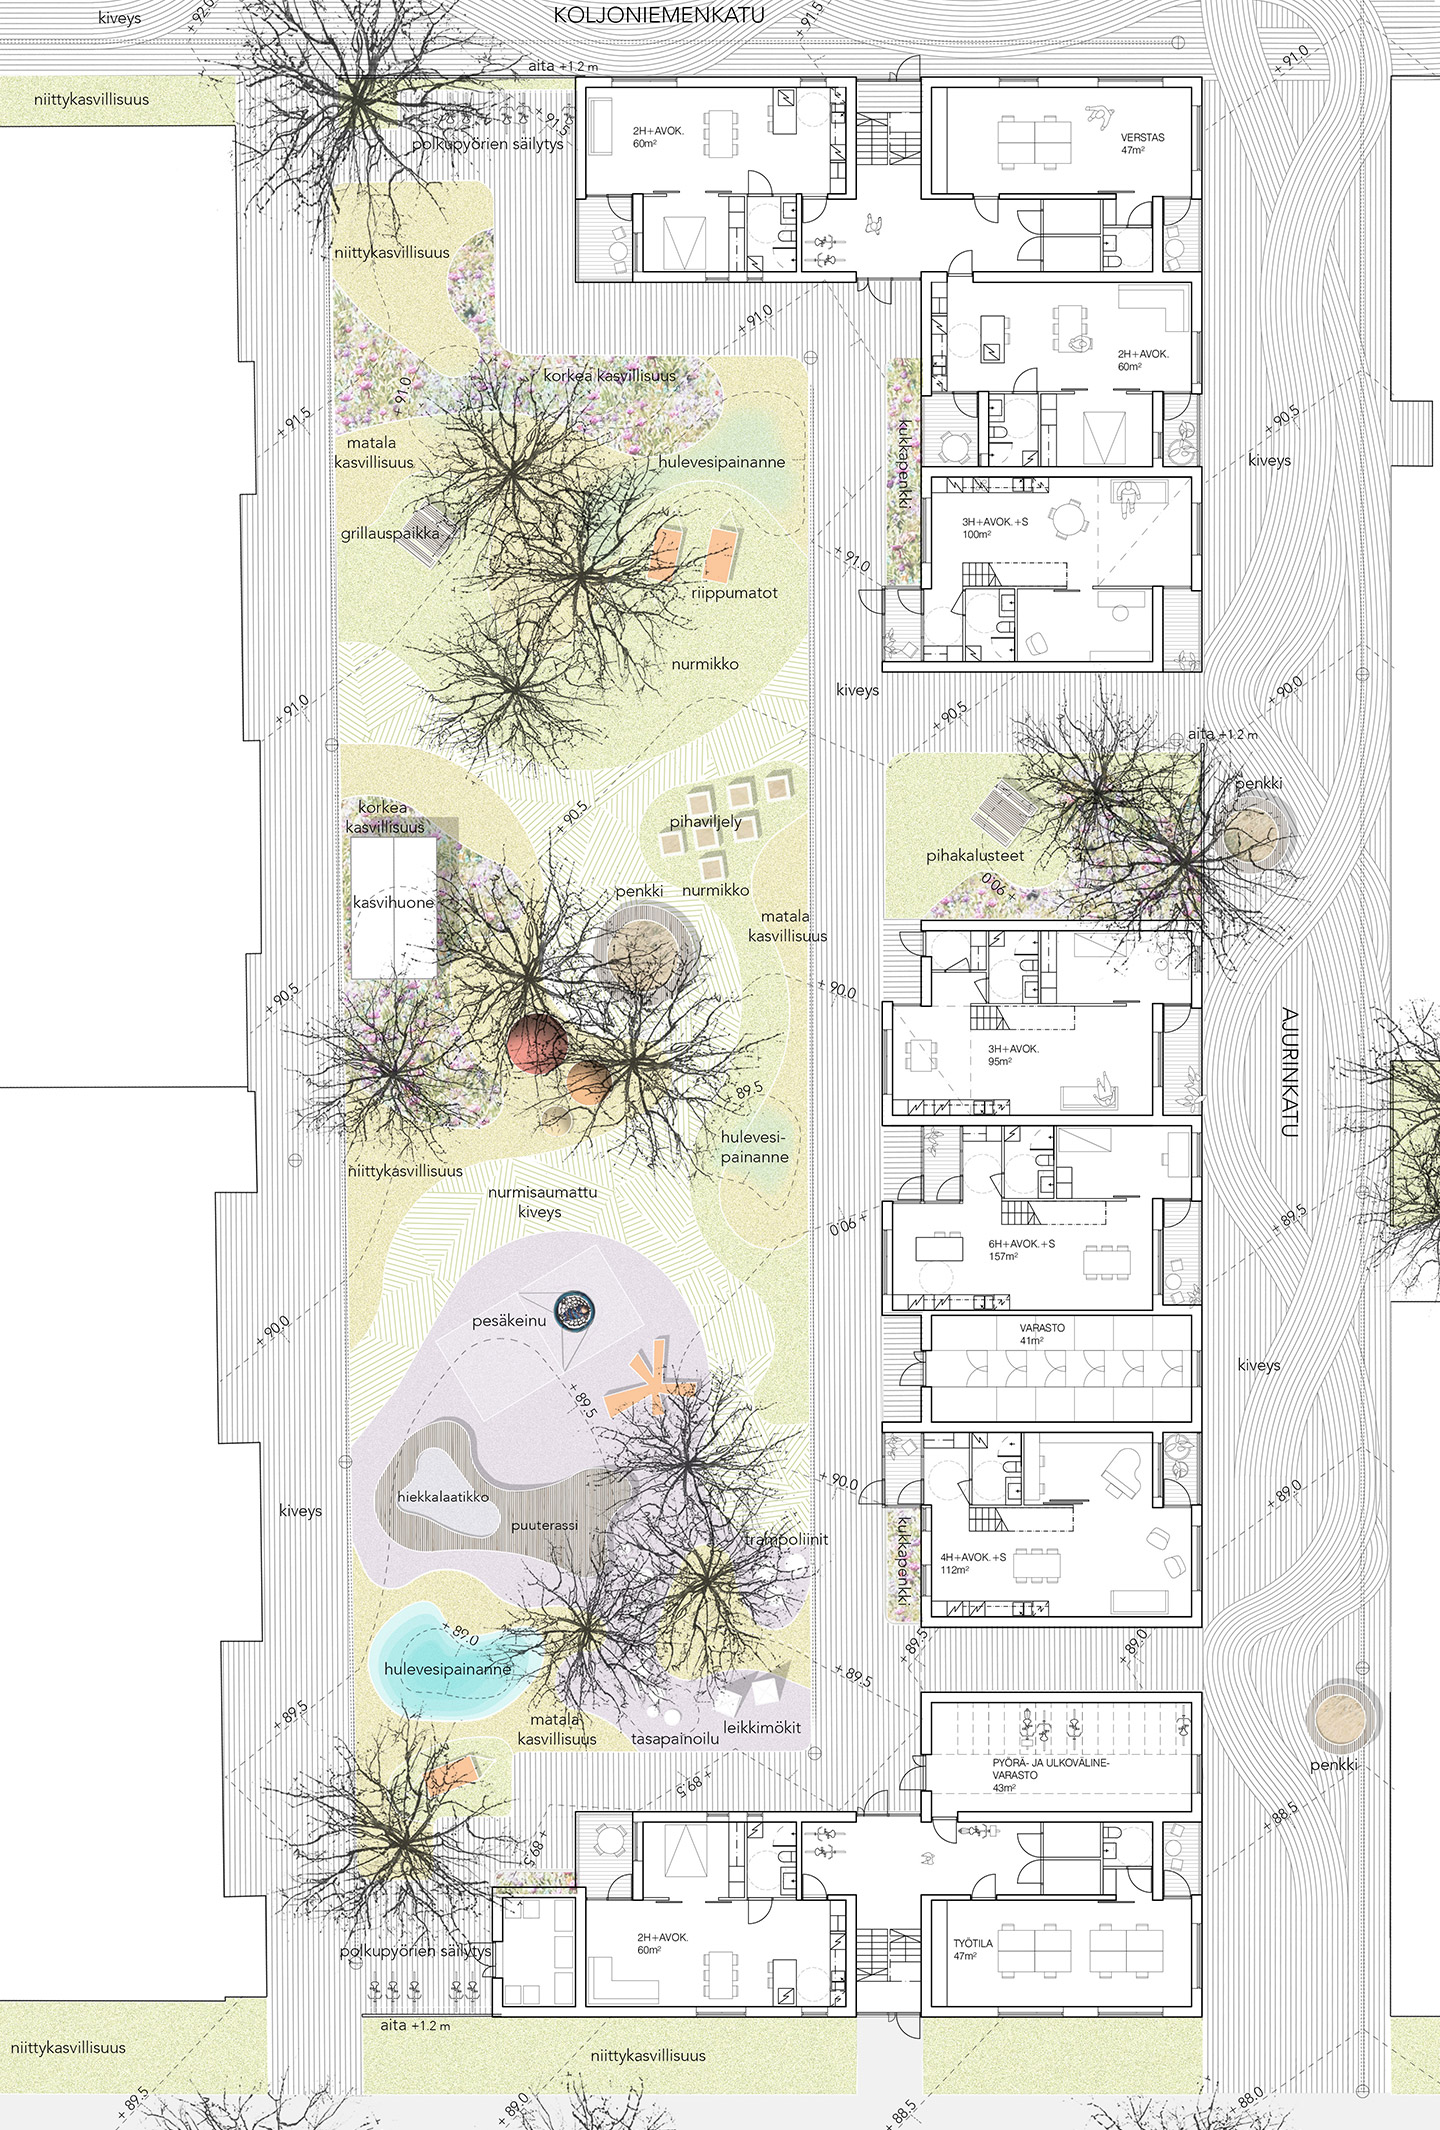 kiveys
+ 92.0
KOLJONIEMENKATU
+ 91.5
+ 91.0
aita +1.2 m
niittykasvillisuus
+ 91.5
polkupyörien säilytys
2H+AVOK.
60m²
VERSTAS
47m²
niittykasvillisuus
+ 91.0
2H+AVOK.
60m²
korkea kasvillisuus
+ 91.0
+ 91.5
+ 90.5
matala
kasvillisuus
hulevesipainanne
kukkapenkki
kiveys
grillauspaikka
3H+AVOK.+S
100m²
+ 91.0
riippumatot
nurmikko
kiveys
+ 91.0
+ 90.5
+ 90.0
aita +1.2 m
penkki
korkea
kasvillisuus
+ 90.5
pihaviljely
pihakalusteet
+ 90.0
kasvihuone
penkki
nurmikko
matala
kasvillisuus
+ 90.5
+ 90.0
3H+AVOK.
95m²
AJURINKATU
+ 89.5
hulevesi-
painanne
niittykasvillisuus
nurmisaumattu
kiveys
+ 90.0
+ 89.5
6H+AVOK.+S
157m²
pesäkeinu
+ 90.0
VARASTO
41m²
kiveys
+ 89.5
hiekkalaatikko
puuterassi
kiveys
+ 90.0
+ 89.0
trampoliinit
kukkapenkki
4H+AVOK.+S
112m²
+ 89.0
hulevesipainanne
+ 89.5
+ 89.5
+ 89.0
+ 89.5
matala
kasvillisuus
tasapainoilu
leikkimökit
PYÖRÄ- JA ULKOVÄLINE-
VARASTO
43m²
penkki
+ 89.5
+ 88.5
+ 89.5
polkupyörien säilytys
2H+AVOK.
60m²
TYÖTILA
47m²
aita +1.2 m
niittykasvillisuus
niittykasvillisuus
+ 89.5
+ 89.0
+ 88.5
+ 88.0